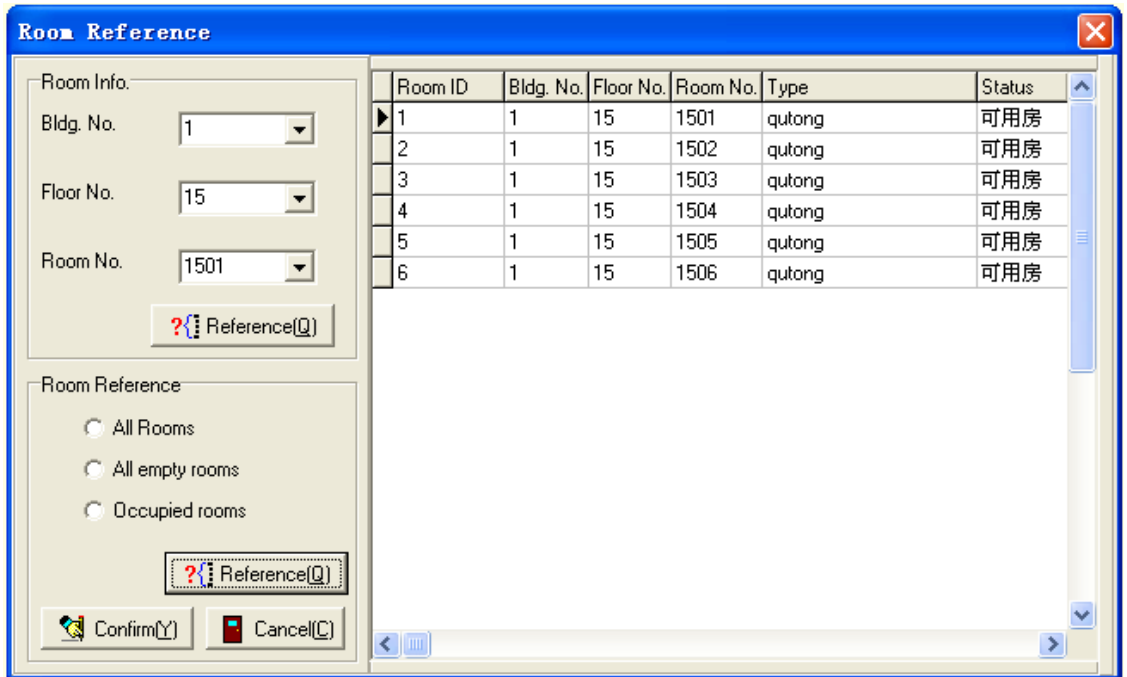 Room Reference
Room Info.
Bldg. No. 1
Floor No. 15
Room No. 1501
?{ Reference(Q)
Room Reference
All Rooms
All empty rooms
Occupied rooms
?{ Reference(Q)
Confirm(Y) Cancel(C)
Room ID Bldg. No. Floor No. Room No. Type Status
1 1 15 1501 qutong 可用房
2 1 15 1502 qutong 可用房
3 1 15 1503 qutong 可用房
4 1 15 1504 qutong 可用房
5 1 15 1505 qutong 可用房
6 1 15 1506 qutong 可用房